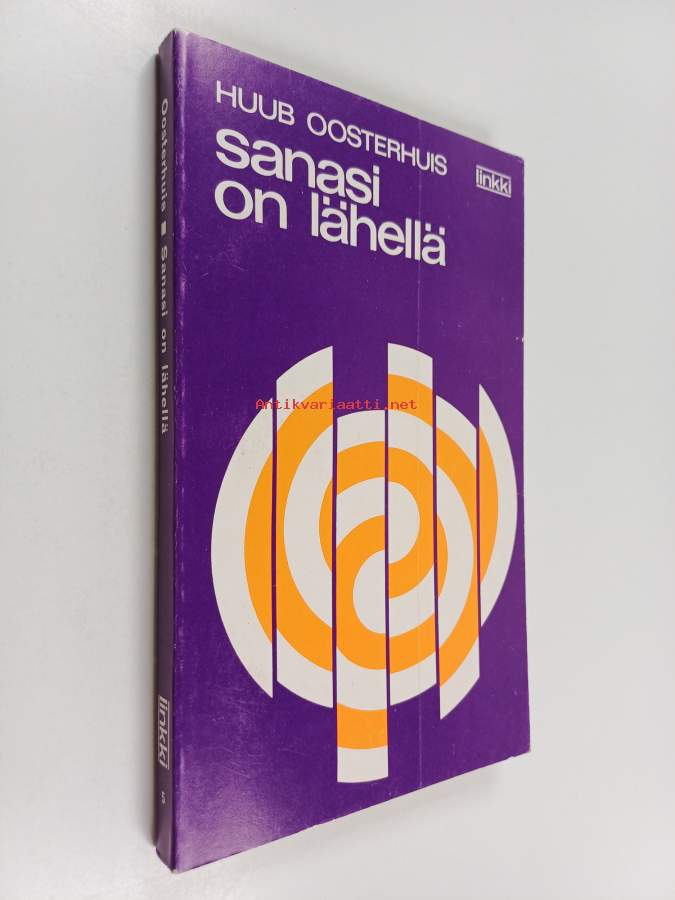 HUUB OOSTERHUIS
sanasi
on lähellä
linkki
Antikvariaatti.net
Oosterhuis ■ Sanasi on lähellä
linkki